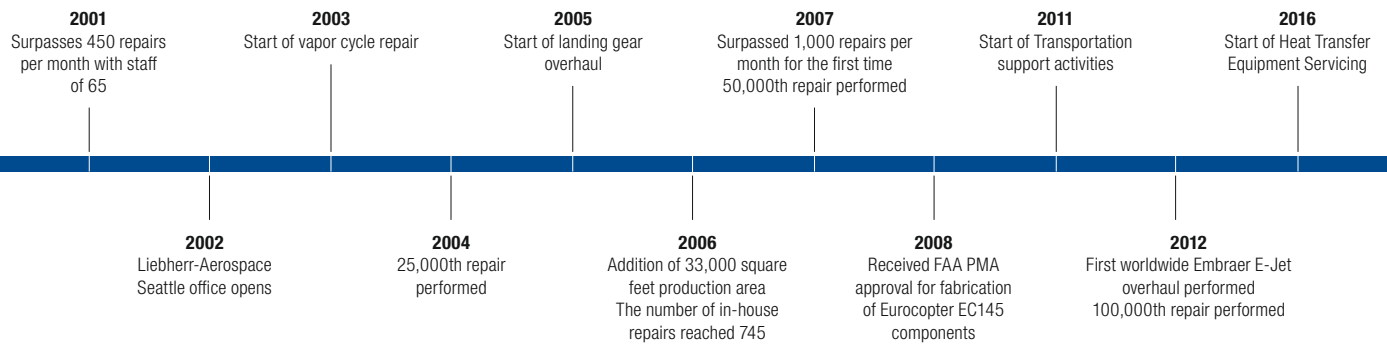 2001
Surpasses 450 repairs
per month with staff
of 65
2003
Start of vapor cycle repair
2005
Start of landing gear
overhaul
2007
Surpassed 1,000 repairs per
month for the first time
50,000th repair performed
2011
Start of Transportation
support activities
2016
Start of Heat Transfer
Equipment Servicing
2002
Liebherr-Aerospace
Seattle office opens
2004
25,000th repair
performed
2006
Addition of 33,000 square
feet production area
The number of in-house
repairs reached 745
2008
Received FAA PMA
approval for fabrication
of Eurocopter EC145
components
2012
First worldwide Embraer E-Jet
overhaul performed
100,000th repair performed